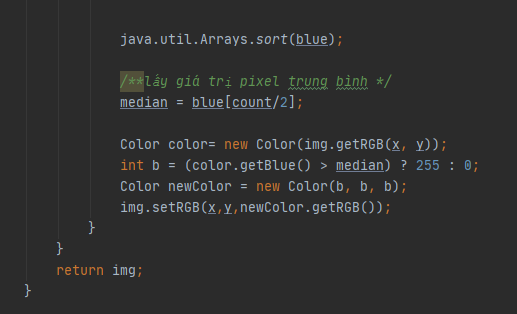 java.util.Arrays.sort(blue);
/**lấy giá trị pixel trung bình */
median = blue[count/2];
Color color= new Color(img.getRGB(x, y));
int b = (color.getBlue() > median) ? 255 : 0;
Color newColor = new Color(b, b, b);
img.setRGB(x,y,newColor.getRGB());
}
}
return img;
}